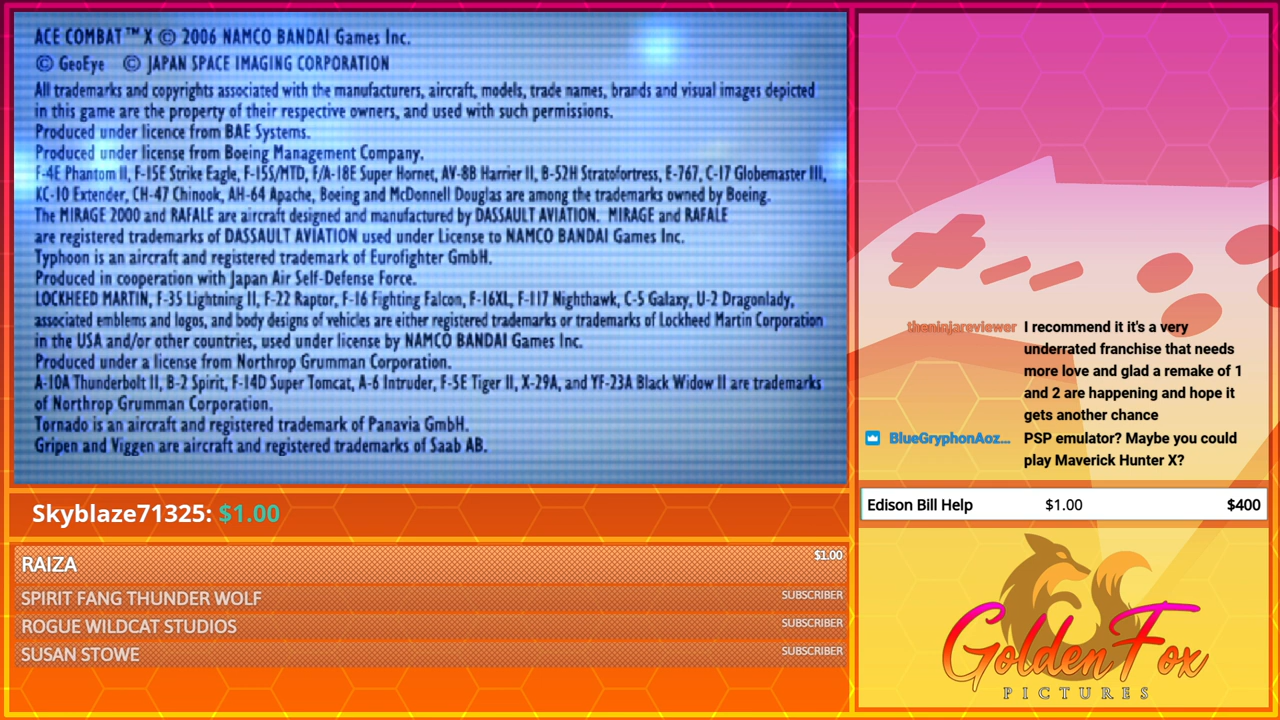 ACE COMBAT™ X © 2006 NAMCO BANDAI Games Inc.
© GeoEye © JAPAN SPACE IMAGING CORPORATION
All trademarks and copyrights associated with the manufacturers, aircraft, models, trade names, brands and visual images depicted
in this game are the property of their respective owners, and used with such permissions.
Produced under licence from BAE Systems.
Produced under license from Boeing Management Company.
F-4E Phantom II, F-15E Strike Eagle, F-15S/MTD, F/A-18E Super Hornet, AV-8B Harrier II, B-52H Stratofortress, E-767, C-17 Globemaster III,
KC-10 Extender, CH-47 Chinook, AH-64 Apache, Boeing and McDonnell Douglas are among the trademarks owned by Boeing.
The MIRAGE 2000 and RAFALE are aircraft designed and manufactured by DASSAULT AVIATION. MIRAGE and RAFALE
are registered trademarks of DASSAULT AVIATION used under License to NAMCO BANDAI Games Inc.
Typhoon is an aircraft and registered trademark of Eurofighter GmbH.
Produced in cooperation with Japan Air Self-Defense Force.
LOCKHEED MARTIN, F-35 Lightning II, F-22 Raptor, F-16 Fighting Falcon, F-16XL, F-117 Nighthawk, C-5 Galaxy, U-2 Dragonlady,
associated emblems and logos, and body designs of vehicles are either registered trademarks or trademarks of Lockheed Martin Corporation
in the USA and/or other countries, used under license by NAMCO BANDAI Games Inc.
Produced under a license from Northrop Grumman Corporation.
A-10A Thunderbolt II, B-2 Spirit, F-14D Super Tomcat, A-6 Intruder, F-5E Tiger II, X-29A, and YF-23A Black Widow II are trademarks
of Northrop Grumman Corporation.
Tornado is an aircraft and registered trademark of Panavia GmbH.
Gripen and Viggen are aircraft and registered trademarks of Saab AB.
Skyblaze71325: $1.00
RAIZA $1.00
SPIRIT FANG THUNDER WOLF SUBSCRIBER
ROGUE WILDCAT STUDIOS SUBSCRIBER
SUSAN STOWE SUBSCRIBER
theninjareviewer I recommend it it's a very
underrated franchise that needs
more love and glad a remake of 1
and 2 are happening and hope it
gets another chance
BlueGryphonAoz... PSP emulator? Maybe you could
play Maverick Hunter X?
Edison Bill Help $1.00 $400
Golden Fox
PICTURES